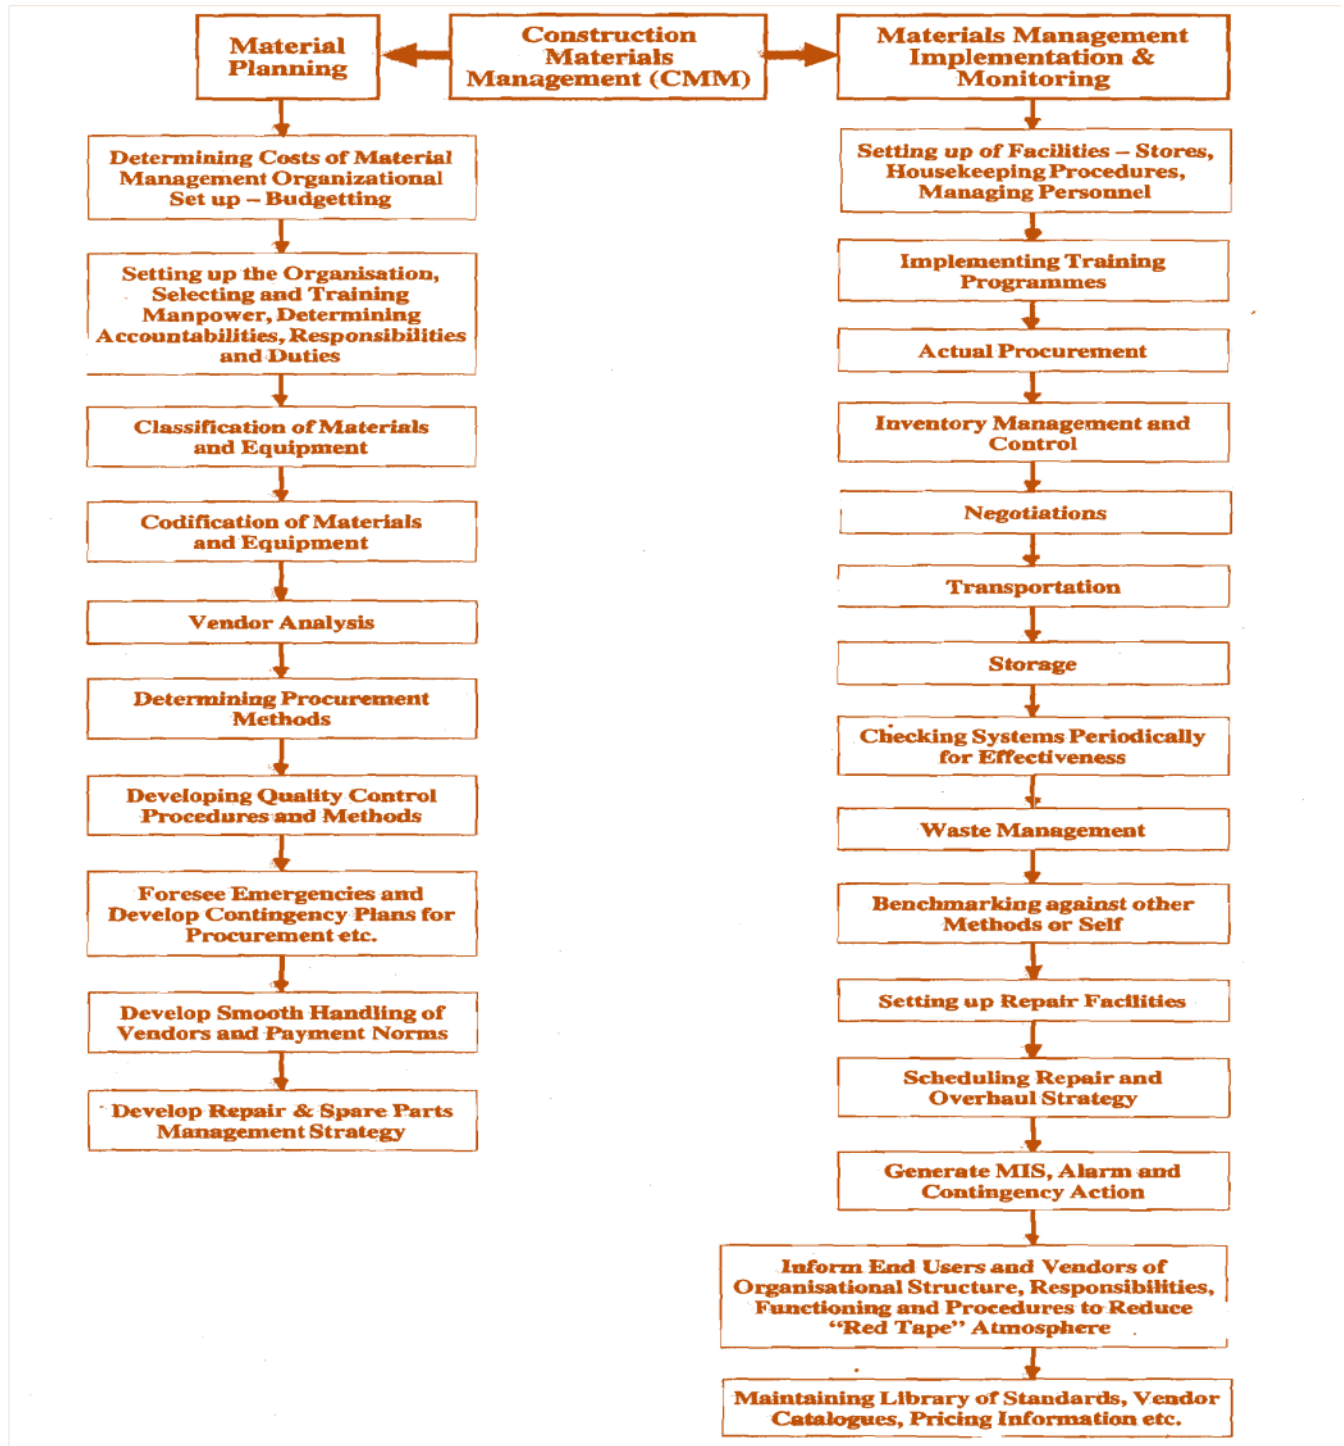 Material
Planning
Construction
Materials
Management (CMM)
Materials Management
Implementation &
Monitoring
Determining Costs of Material
Management Organizational
Set up – Budgetting
Setting up the Organisation,
Selecting and Training
Manpower, Determining
Accountabilities, Responsibilities
and Duties
Classification of Materials
and Equipment
Codification of Materials
and Equipment
Vendor Analysis
Determining Procurement
Methods
Developing Quality Control
Procedures and Methods
Foresee Emergencies and
Develop Contingency Plans for
Procurement etc.
Develop Smooth Handling of
Vendors and Payment Norms
Develop Repair & Spare Parts
Management Strategy
Setting up of Facilities – Stores,
Housekeeping Procedures,
Managing Personnel
Implementing Training
Programmes
Actual Procurement
Inventory Management and
Control
Negotiations
Transportation
Storage
Checking Systems Periodically
for Effectiveness
Waste Management
Benchmarking against other
Methods or Self
Setting up Repair Facilities
Scheduling Repair and
Overhaul Strategy
Generate MIS, Alarm and
Contingency Action
Inform End Users and Vendors of
Organisational Structure, Responsibilities,
Functioning and Procedures to Reduce
“Red Tape” Atmosphere
Maintaining Library of Standards, Vendor
Catalogues, Pricing Information etc.